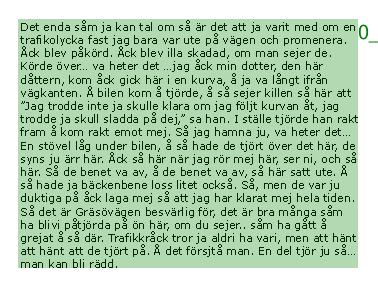 Det enda såm ja kan tal om så är det att ja varit med om en
trafikolycka fast jag bara var ute på vägen och promenera.
Åck blev påkörd. Åck blev illa skadad, om man sejer de.
Körde över... va heter det ...jag åck min dotter, den här
dåttern, kom åck gick här i en kurva, å ja va långt ifrån
vägkanten. Å bilen kom å tjörde, å så sejer killen så här att
”Jag trodde inte ja skulle klara om jag följt kurvan åt, jag
trodde ja skull sladda på dej,” sa han. I ställe tjörde han rakt
fram å kom rakt emot mej. Så jag hamna ju, va heter det...
En stövel låg under bilen, å så hade de tjört över det här, de
syns ju ärr här. Åck så här när jag rör mej här, ser ni, och så
här. Så de benet va av, å de benet va av, så här satt ute. Å
så hade ja bäckenbene loss litet också. Så, men de var ju
duktiga på åck laga mej så att jag har klarat mej hela tiden.
Så det är Gräsövägen besvärlig för, det är bra många såm
ha blivi påtjörda på ön här, om du sejer.. såm ha gått å
grejat å så där. Trafikkråck tror ja aldri ha vari, men att hänt
att hänt att de tjört på. Å det försjtå man. En del tjör ju så...
man kan bli rädd.
0_